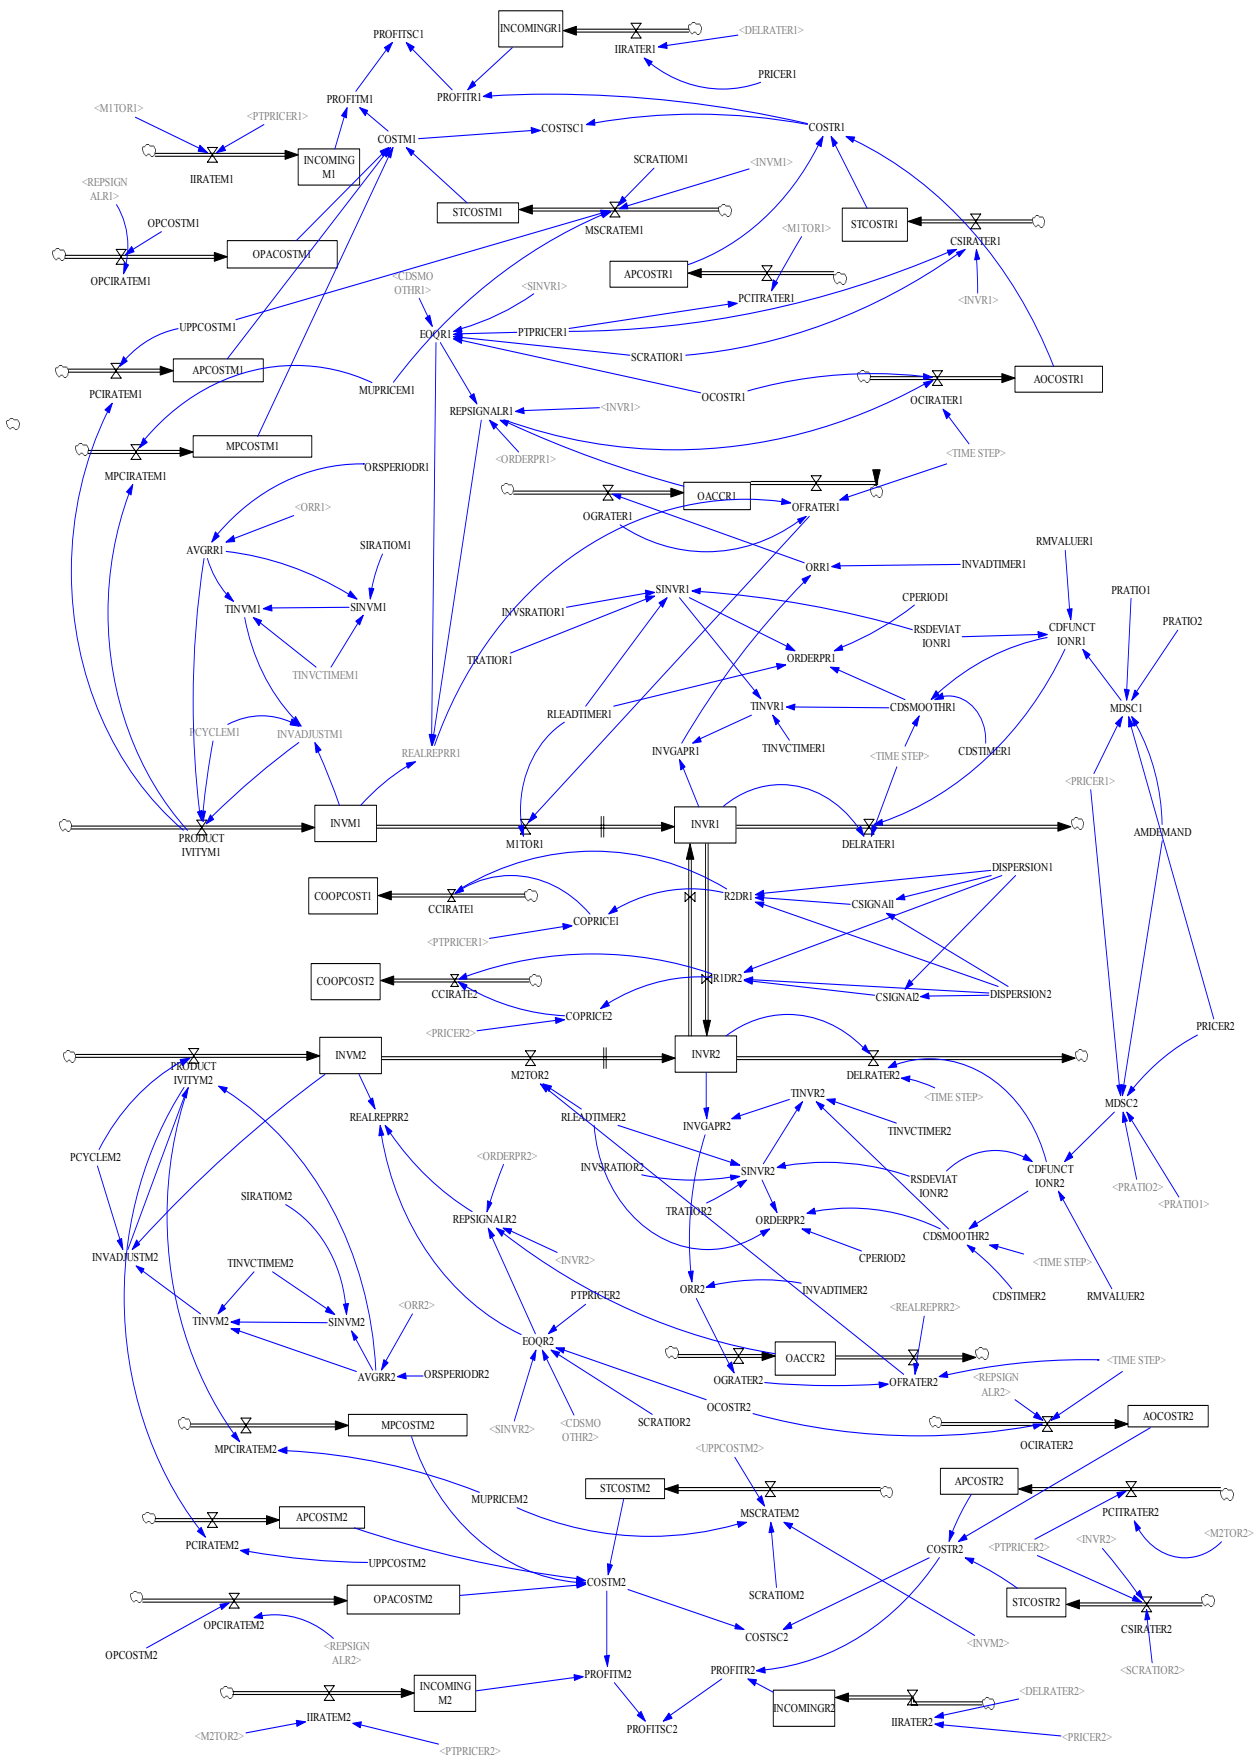 INCOMINGR1
<DELRATER1>
PROFITSC1
IIRATER1
PRICER1
PROFITM1
PROFITR1
<M1TOR1>
<PTPRICER1>
COSTM1
COSTSC1
COSTR1
INCOMING
M1
IIRATEM1
SCRATIOM1
<INVM1>
<REPSIGN
ALR1>
OPCOSTM1
STCOSTM1
MSCRATEM1
<M1TOR1>
STCOSTR1
CSIRATER1
OPACOSTM1
OPCIRATEM1
APCOSTR1
<CDSMO
OTHR1>
<SINVR1>
PCITRATER1
<INVR1>
UPPCOSTM1
EOQR1
PTPRICER1
SCRATIOR1
APCOSTM1
PCIRATEM1
MUPRICEM1
OCOSTR1
OCIRATER1
AOCOSTR1
REPSIGNALR1
<INVR1>
MPCOSTM1
<ORDERPR1>
<TIME STEP>
MPCIRATEM1
ORSPERIODR1
OACCR1
OFRATER1
OGRATER1
<ORR1>
AVGRR1
SIRATIOM1
RMVALUER1
ORR1
INVADTIMER1
TINVM1
SINVM1
INVSRATIOR1
SINVR1
CPERIOD1
PRATIO1
RSDEVIAT
IONR1
CDFUNCT
IONR1
PRATIO2
TRATIOR1
ORDERPR1
TINVCTIMEM1
RLEADTIMER1
TINVR1
CDSMOOTHR1
MDSC1
PCYCLEM1
INVADJUSTM1
REALREPRR1
INVGAPR1
TINVCTIMER1
<TIME STEP>
CDSTIMER1
<PRICER1>
INVM1
INVR1
PRODUCT
IVITYM1
M1TOR1
DELRATER1
AMDEMAND
DISPERSION1
COOPCOST1
CCIRATE1
R2DR1
CSIGNAl1
COPRICE1
<PTPRICER1>
COOPCOST2
CCIRATE2
R1DR2
CSIGNAl2
DISPERSION2
COPRICE2
<PRICER2>
PRICER2
INVM2
INVR2
PRODUCT
IVITYM2
M2TOR2
DELRATER2
<TIME STEP>
REALREPRR2
RLEADTIMER2
TINVR2
TINVCTIMER2
MDSC2
INVGAPR2
PCYCLEM2
<ORDERPR2>
INVSRATIOR2
SINVR2
RSDEVIAT
IONR2
CDFUNCT
IONR2
<PRATIO2>
<PRATIO1>
SIRATIOM2
TRATIOR2
REPSIGNALR2
ORDERPR2
CDSMOOTHR2
INVADJUSTM2
<INVR2>
CPERIOD2
<TIME STEP>
TINVCTIMEM2
ORR2
INVADTIMER2
CDSTIMER2
RMVALUER2
PTPRICER2
<ORR2>
<REALREPRR2>
TINVM2
SINVM2
EOQR2
OACCR2
<TIME STEP>
AVGRR2
ORSPERIODR2
OGRATER2
OFRATER2
<REPSIGN
ALR2>
OCOSTR2
MPCOSTM2
<SINVR2>
<CDSMO
OTHR2>
SCRATIOR2
AOCOSTR2
MPCIRATEM2
<UPPCOSTM2>
OCIRATER2
STCOSTM2
APCOSTR2
MUPRICEM2
MSCRATEM2
PCITRATER2
APCOSTM2
PCIRATEM2
UPPCOSTM2
<PTPRICER2>
<INVR2>
<M2TOR2>
COSTR2
COSTM2
SCRATIOM2
OPACOSTM2
STCOSTR2
OPCIRATEM2
COSTSC2
CSIRATER2
OPCOSTM2
<REPSIGN
ALR2>
<INVM2>
<SCRATIOR2>
PROFITM2
PROFITR2
INCOMING
M2
INCOMINGR2
<DELRATER2>
IIRATEM2
PROFITSC2
IIRATER2
<M2TOR2>
<PTPRICER2>
<PRICER2>